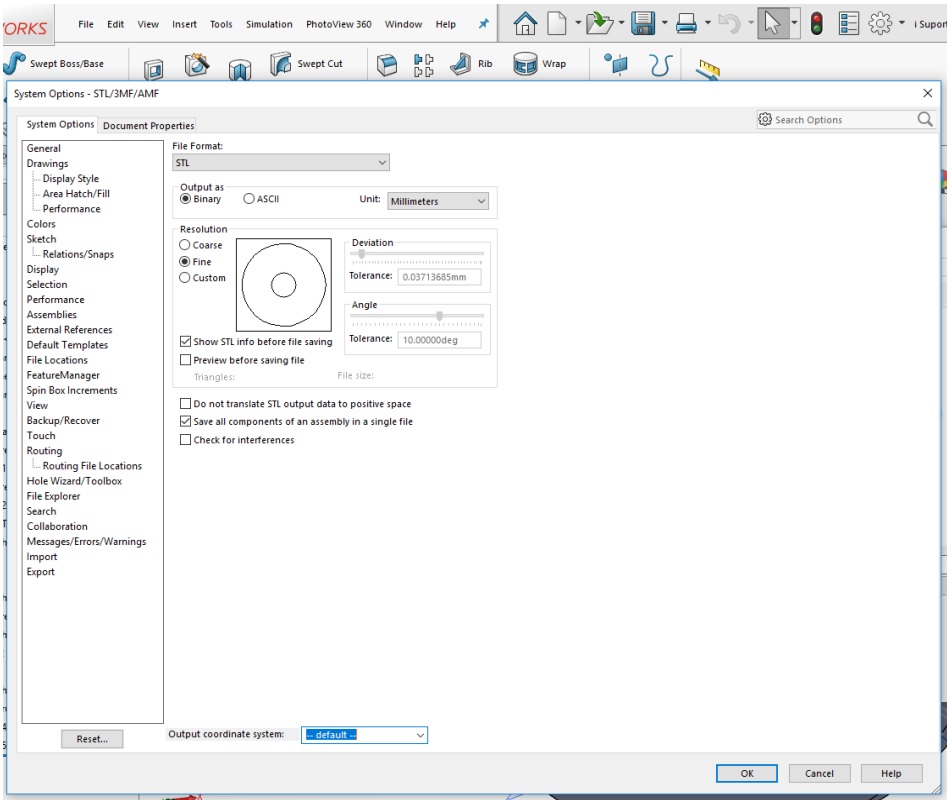 ORKS File Edit View Insert Tools Simulation PhotoView 360 Window Help i Suport
Swept Boss/Base Swept Cut Rib Wrap
System Options - STL/3MF/AMF
System Options Document Properties Search Options
General
Drawings
Display Style
Area Hatch/Fill
Performance
Colors
Sketch
Relations/Snaps
Display
Selection
Performance
Assemblies
External References
Default Templates
File Locations
FeatureManager
Spin Box Increments
View
Backup/Recover
Touch
Routing
Routing File Locations
Hole Wizard/Toolbox
File Explorer
Search
Collaboration
Messages/Errors/Warnings
Import
Export
Reset...
File Format:
STL
Output as
Binary ASCII Unit: Millimeters
Resolution
Coarse
Fine
Custom
Deviation
Tolerance: 0.03713685mm
Angle
Tolerance: 10.00000deg
Show STL info before file saving
Preview before saving file
Triangles: File size:
Do not translate STL output data to positive space
Save all components of an assembly in a single file
Check for interferences
Output coordinate system: -- default --
OK Cancel Help